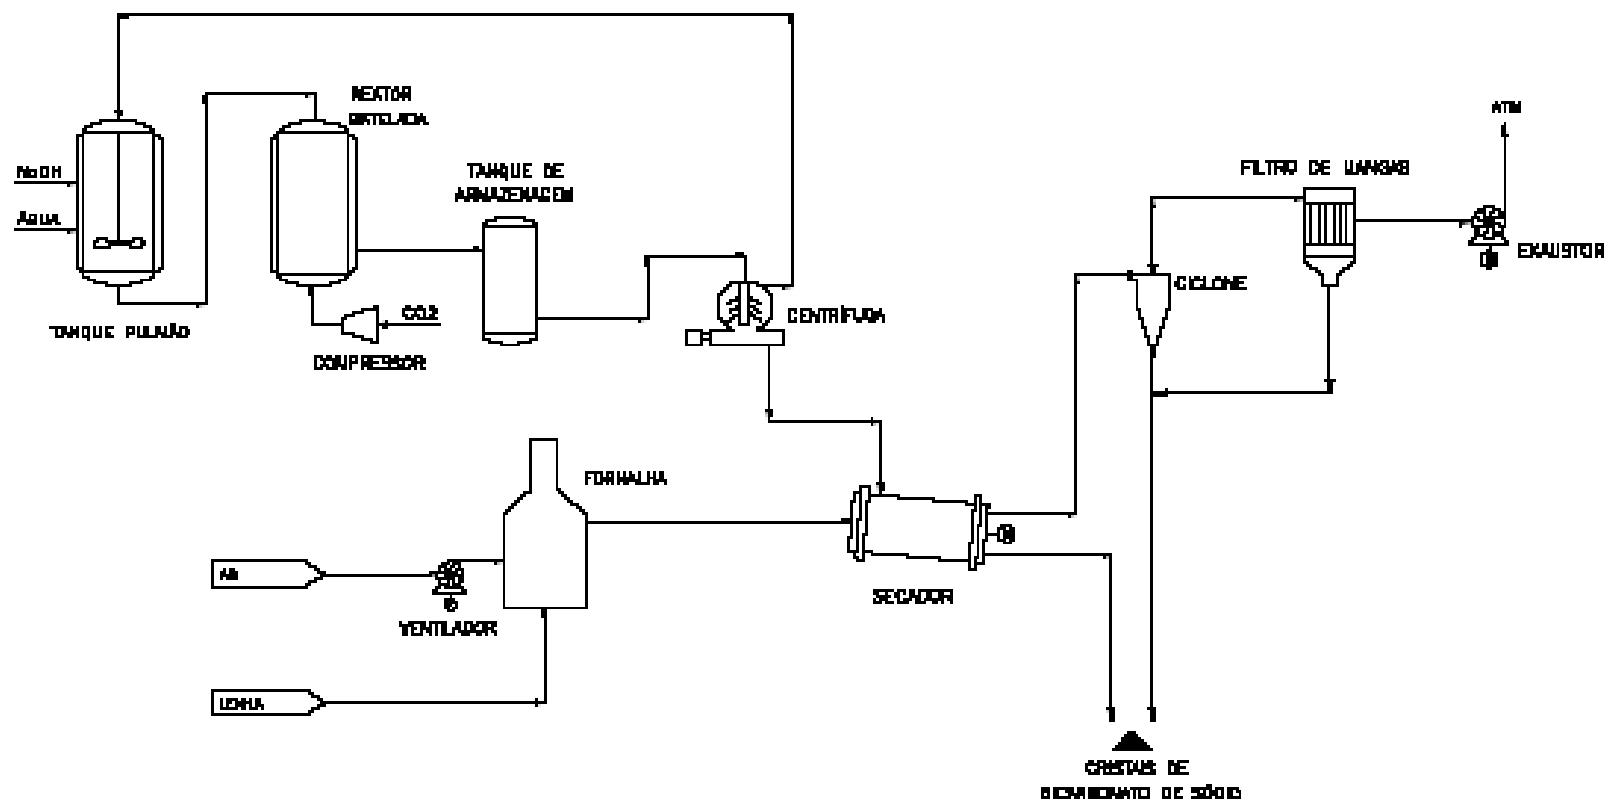 REATOR
ENCAMISADA
ATM
TANQUE DE
ARMAZENAGEM
FILTRO DE MANGAS
NaOH
ÁGUA
EXAUSTOR
CICLONE
CO2
CENTRÍFUGA
TANQUE PULMÃO
COMPRESSOR
FORNALHA
AR
SECADOR
VENTILADOR
LENHA
CRISTAIS DE
BICARBONATO DE SÓDIO